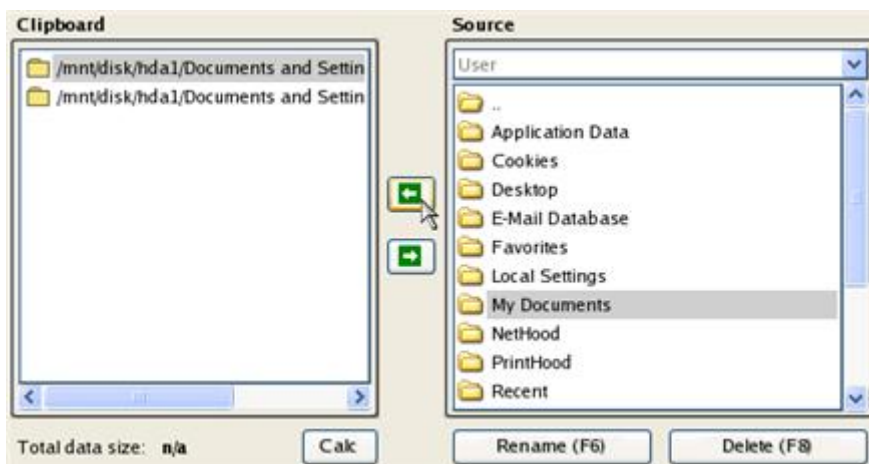 Clipboard
/mnt/disk/hda1/Documents and Settin
/mnt/disk/hda1/Documents and Settin
Total data size: n/a
Calc
Source
User
..
Application Data
Cookies
Desktop
E-Mail Database
Favorites
Local Settings
My Documents
NetHood
PrintHood
Recent
Rename (F6)
Delete (F8)